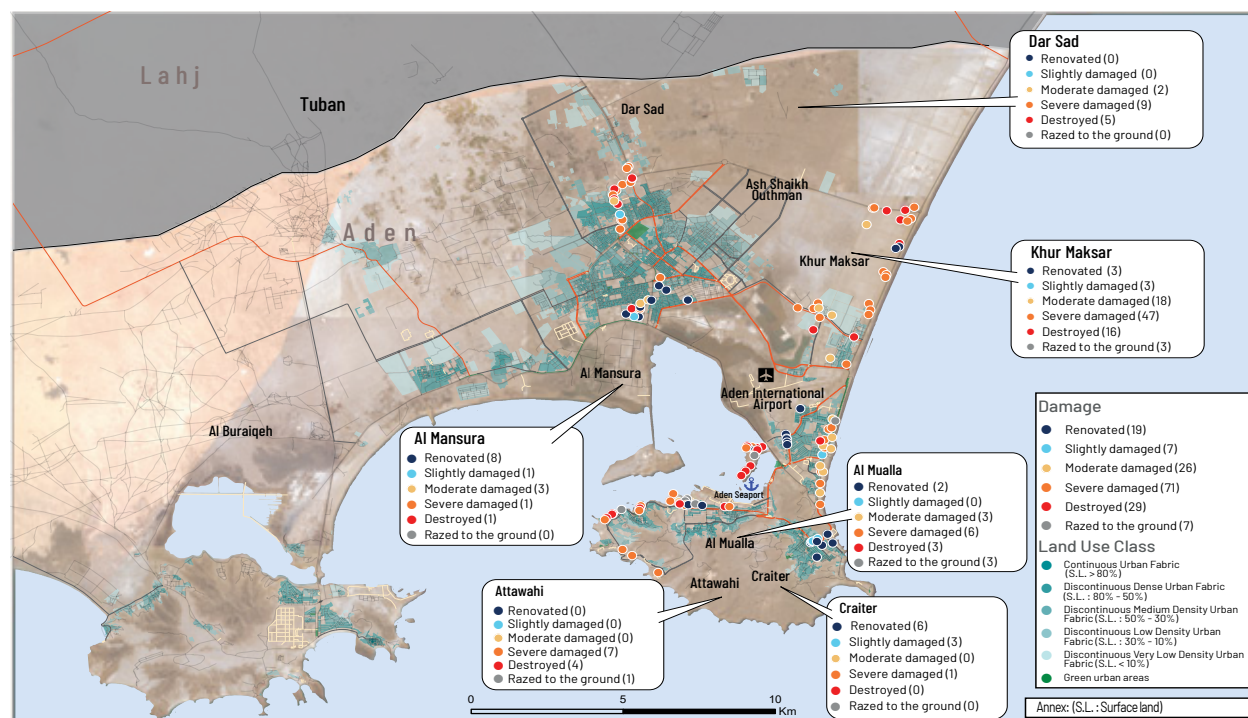 Lahj
Tuban
Dar Sad
Aden
Ash Shaikh
Outhman
Khur Maksar
Al Mansura
Aden International
Airport
Al Buraiqeh
Aden Seaport
Al Mualla
Attawahi
Craiter
Dar Sad
Renovated (0)
Slightly damaged (0)
Moderate damaged (2)
Severe damaged (9)
Destroyed (5)
Razed to the ground (0)
Khur Maksar
Renovated (3)
Slightly damaged (3)
Moderate damaged (18)
Severe damaged (47)
Destroyed (16)
Razed to the ground (3)
Al Mansura
Renovated (8)
Slightly damaged (1)
Moderate damaged (3)
Severe damaged (1)
Destroyed (1)
Razed to the ground (0)
Al Mualla
Renovated (2)
Slightly damaged (0)
Moderate damaged (3)
Severe damaged (6)
Destroyed (3)
Razed to the ground (3)
Attawahi
Renovated (0)
Slightly damaged (0)
Moderate damaged (0)
Severe damaged (7)
Destroyed (4)
Razed to the ground (1)
Craiter
Renovated (6)
Slightly damaged (3)
Moderate damaged (0)
Severe damaged (1)
Destroyed (0)
Razed to the ground (0)
Damage
Renovated (19)
Slightly damaged (7)
Moderate damaged (26)
Severe damaged (71)
Destroyed (29)
Razed to the ground (7)
Land Use Class
Continuous Urban Fabric
(S.L. > 80%)
Discontinuous Dense Urban Fabric
(S.L. : 80% - 50%)
Discontinuous Medium Density Urban
Fabric (S.L. : 50% - 30%)
Discontinuous Low Density Urban
Fabric (S.L. : 30% - 10%)
Discontinuous Very Low Density Urban
Fabric (S.L. < 10%)
Green urban areas
Annex: (S.L. : Surface land)
0 5 10
Km